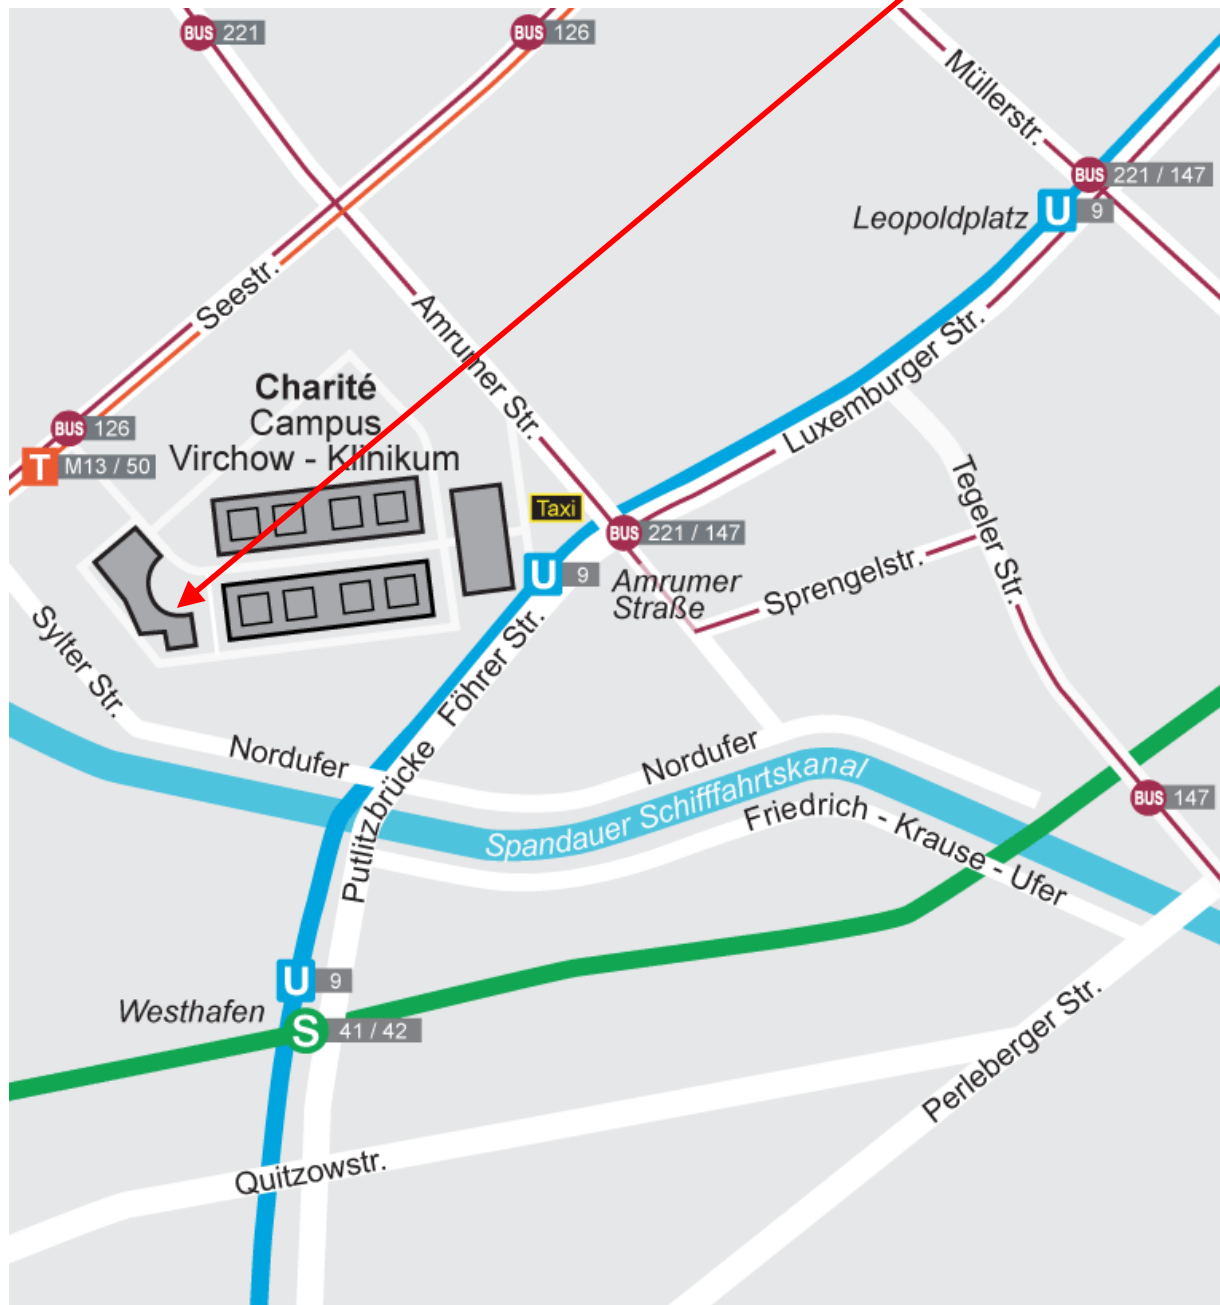 BUS 221
BUS 126
Müllerstr.
BUS 221 / 147
Leopoldplatz
U 9
Seestr.
Amrumer Str.
Luxemburger Str.
Charité
Campus
Virchow - Klinikum
BUS 126
T M13 / 50
Taxi
BUS 221 / 147
Tegeler Str.
U 9
Amrumer
Straße
Sprengelstr.
Sylter Str.
Föhrer Str.
Nordufer
Nordufer
Putlitzbrücke
Spandauer Schifffahrtskanal
BUS 147
Friedrich - Krause - Ufer
U 9
Westhafen
S 41 / 42
Perleberger Str.
Quitzowstr.